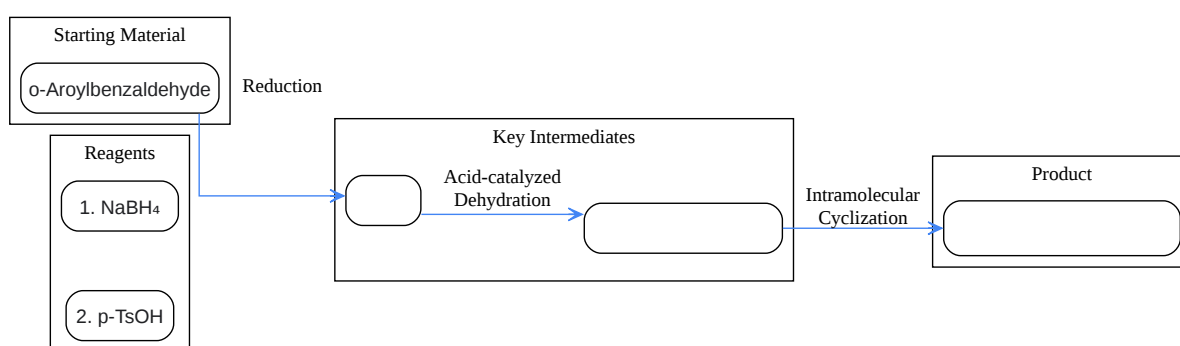 Starting Material
o-Aroylbenzaldehyde
Reduction
Reagents
1. NaBH₄
2. p-TsOH
Key Intermediates
Acid-catalyzed
Dehydration
Intramolecular
Cyclization
Product